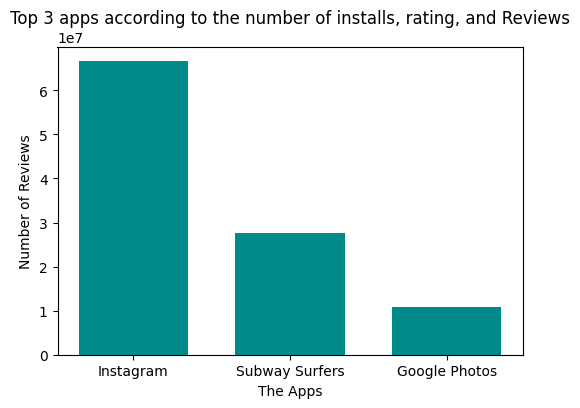 Top 3 apps according to the number of installs, rating, and Reviews
1e7
6
5
4
3
2
1
0
Number of Reviews
Instagram Subway Surfers Google Photos
The Apps